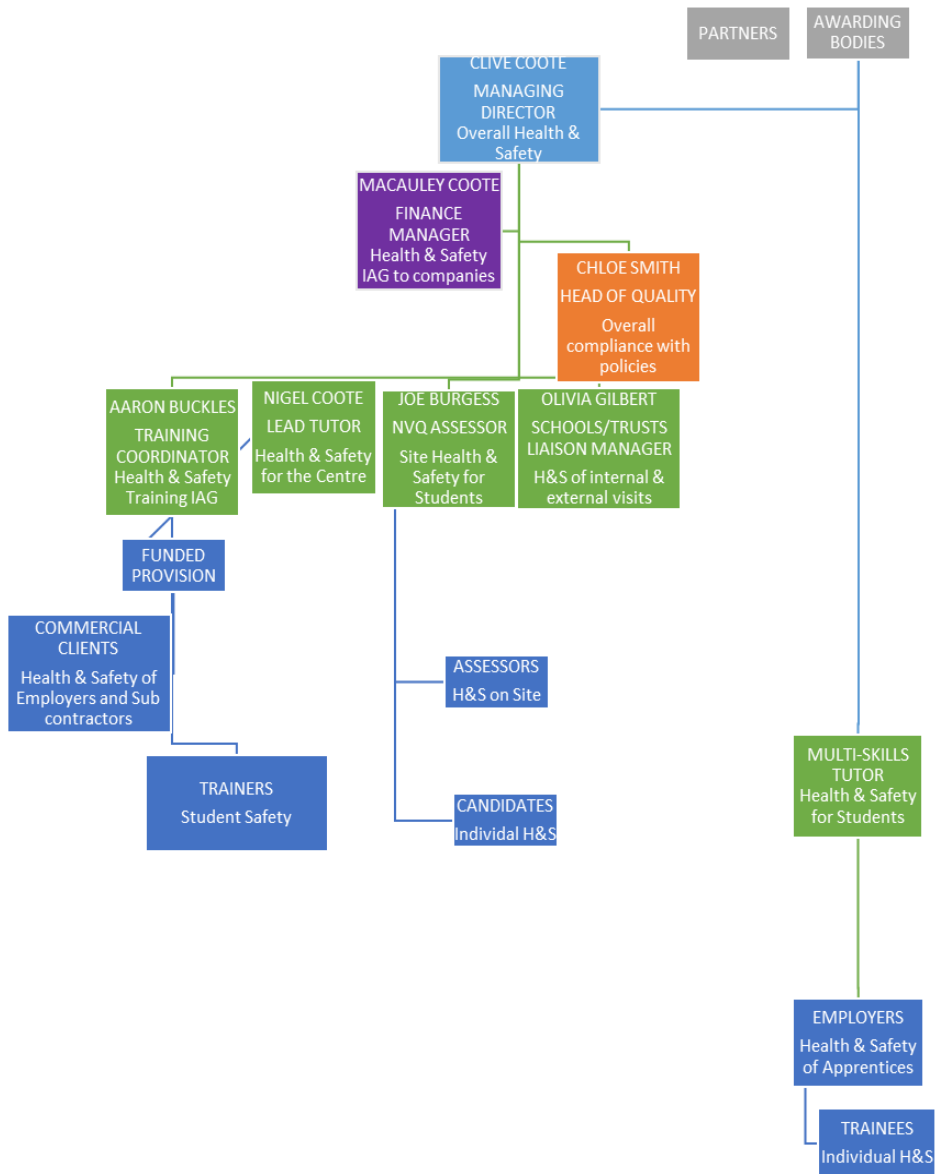 PARTNERS
AWARDING
BODIES
CLIVE COOTE
MANAGING
DIRECTOR
Overall Health &
Safety
MACAULEY COOTE
FINANCE
MANAGER
Health & Safety
IAG to companies
CHLOE SMITH
HEAD OF QUALITY
Overall
compliance with
policies
AARON BUCKLES
TRAINING
COORDINATOR
Health & Safety
Training IAG
NIGEL COOTE
LEAD TUTOR
Health & Safety
for the Centre
JOE BURGESS
NVQ ASSESSOR
Site Health &
Safety for
Students
OLIVIA GILBERT
SCHOOLS/TRUSTS
LIAISON MANAGER
H&S of internal &
external visits
FUNDED
PROVISION
COMMERCIAL
CLIENTS
Health & Safety of
Employers and Sub
contractors
TRAINERS
Student Safety
ASSESSORS
H&S on Site
CANDIDATES
Individal H&S
MULTI-SKILLS
TUTOR
Health & Safety
for Students
EMPLOYERS
Health & Safety
of Apprentices
TRAINEES
Individual H&S